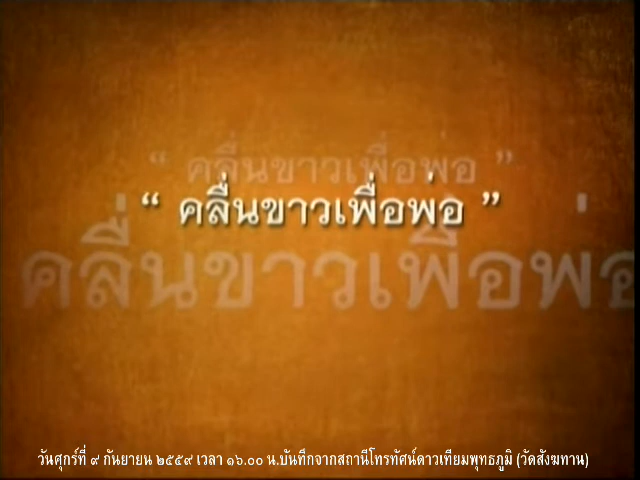 “ คลื่นขาวเพื่อพ่อ ”
“ คลื่นขาวเพื่อพ่อ ”
คลื่นขาวเพื่อพ่อ
วันศุกร์ที่ ๙ กันยายน ๒๕๕๙ เวลา ๑๖.๐๐ น.บันทึกจากสถานีโทรทัศน์ดาวเทียมพุทธภูมิ (วัดสังฆทาน)